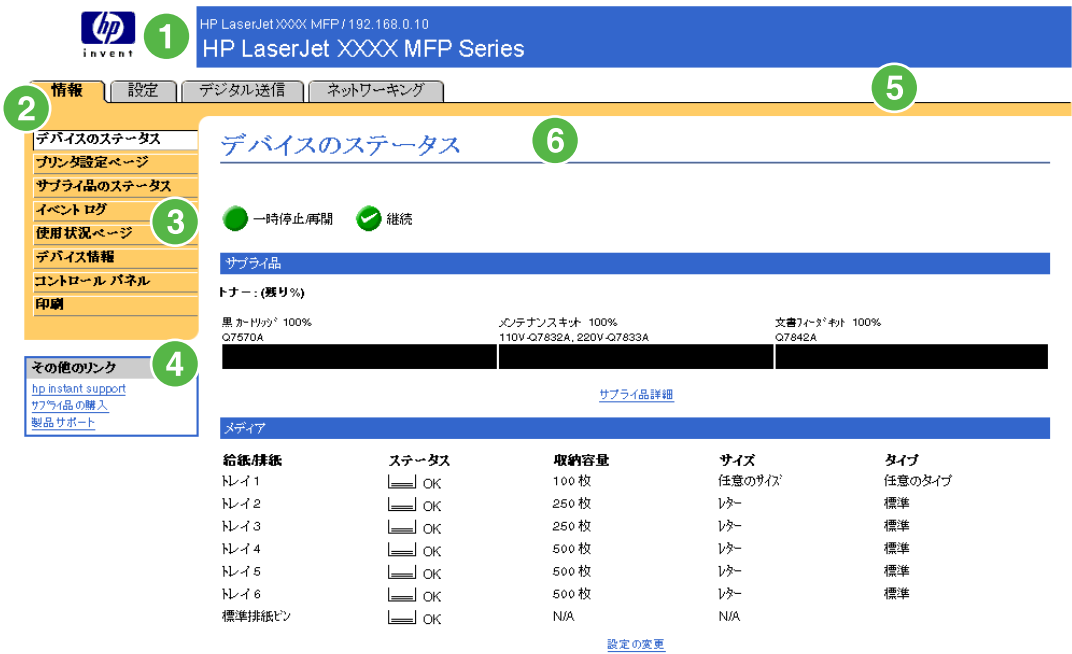 hp
invent
1
HP LaserJet XXXX MFP / 192.168.0.10
HP LaserJet XXXX MFP Series
2
情報 設定 デジタル送信 ネットワーキング
5
デバイスのステータス
プリンタ設定ページ
サプライ品のステータス
イベント ログ
使用状況ページ
デバイス情報
コントロール パネル
印刷
3
その他のリンク
4
hp instant support
サプライ品の購入
製品サポート
デバイスのステータス
6
一時停止/再開 継続
サプライ品
トナー : (残り%)
黒 カートリッジ 100% メンテナンス キット 100% 文書フィーダ キット 100%
Q7570A 110V-Q7832A, 220V-Q7833A Q7842A
サプライ品詳細
メディア
給紙/排紙 ステータス 収納容量 サイズ タイプ
トレイ 1 OK 100 枚 任意のサイズ 任意のタイプ
トレイ 2 OK 250 枚 レター 標準
トレイ 3 OK 250 枚 レター 標準
トレイ 4 OK 500 枚 レター 標準
トレイ 5 OK 500 枚 レター 標準
トレイ 6 OK 500 枚 レター 標準
標準排紙ビン OK N/A N/A
設定の変更